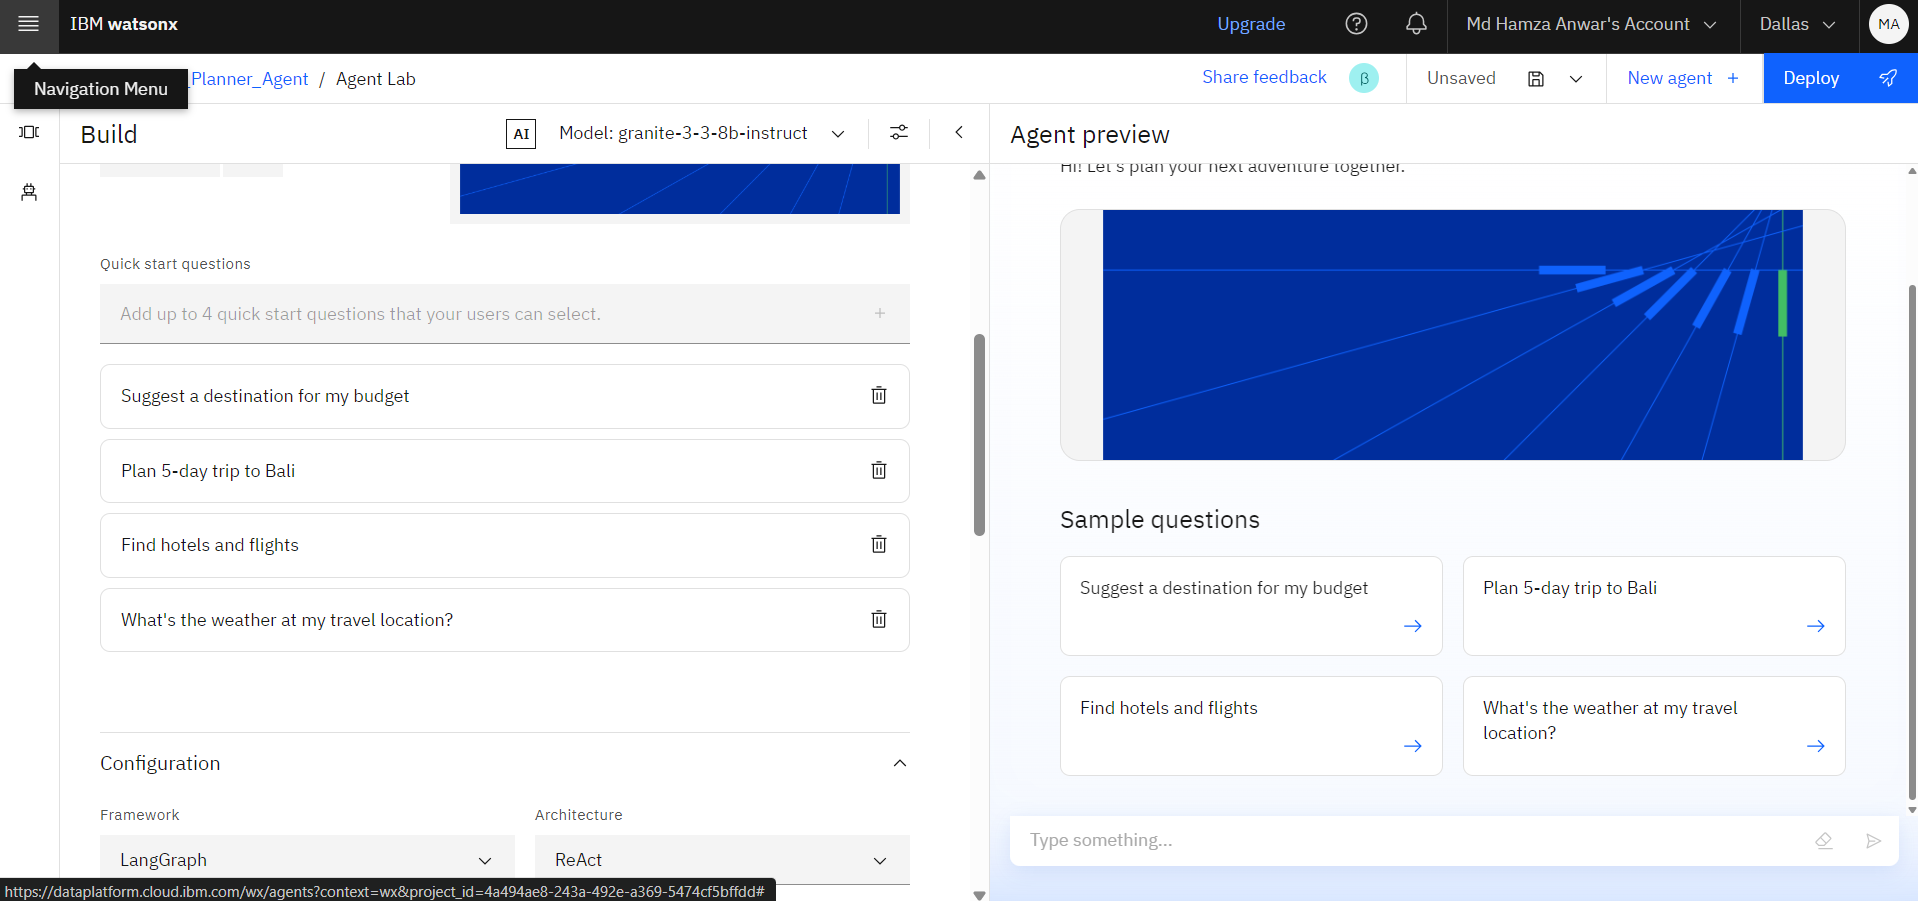 IBM watsonx
Upgrade
Md Hamza Anwar's Account
Dallas
MA
Navigation Menu
_Planner_Agent / Agent Lab
Share feedback
β
Unsaved
New agent +
Deploy
Build
AI
Model: granite-3-3-8b-instruct
Agent preview
Hi! Let's plan your next adventure together.
Quick start questions
Add up to 4 quick start questions that your users can select.
Suggest a destination for my budget
Plan 5-day trip to Bali
Find hotels and flights
What's the weather at my travel location?
Configuration
Framework
Architecture
LangGraph
ReAct
Sample questions
Suggest a destination for my budget
Plan 5-day trip to Bali
Find hotels and flights
What's the weather at my travel
location?
Type something...
https://dataplatform.cloud.ibm.com/wx/agents?context=wx&project_id=4a494ae8-243a-492e-a369-5474cf5bffdd#